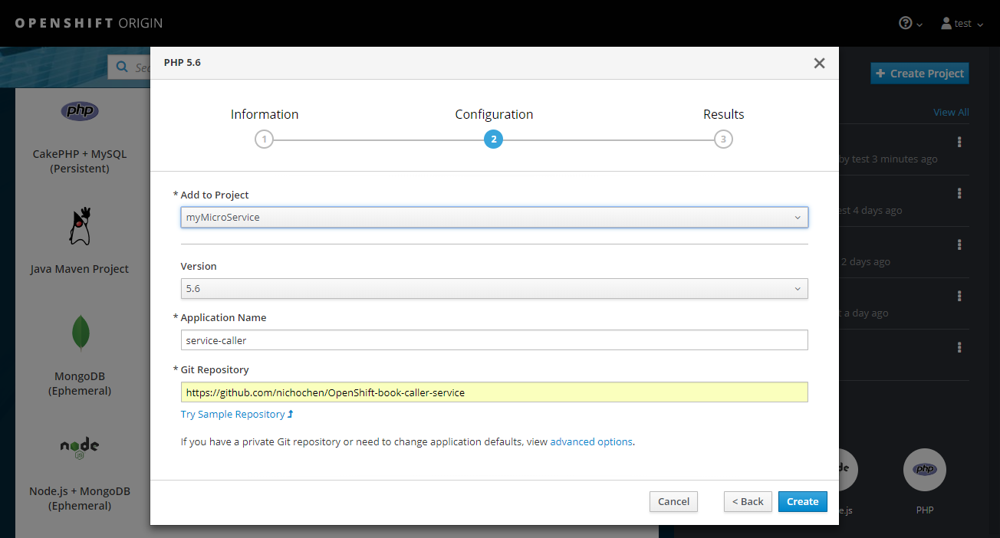 OPENSHIFT ORIGIN
test
PHP 5.6
Create Project
View All
php
CakePHP + MySQL
(Persistent)
Java Maven Project
MongoDB
(Ephemeral)
node
JS
Node.js + MongoDB
(Ephemeral)
Information
Configuration
Results
1
2
3
* Add to Project
myMicroService
Version
5.6
* Application Name
service-caller
* Git Repository
https://github.com/nichochen/OpenShift-book-caller-service
Try Sample Repository
If you have a private Git repository or need to change application defaults, view advanced options.
Cancel
< Back
Create
by test 3 minutes ago
4 days ago
2 days ago
a day ago
php
PHP